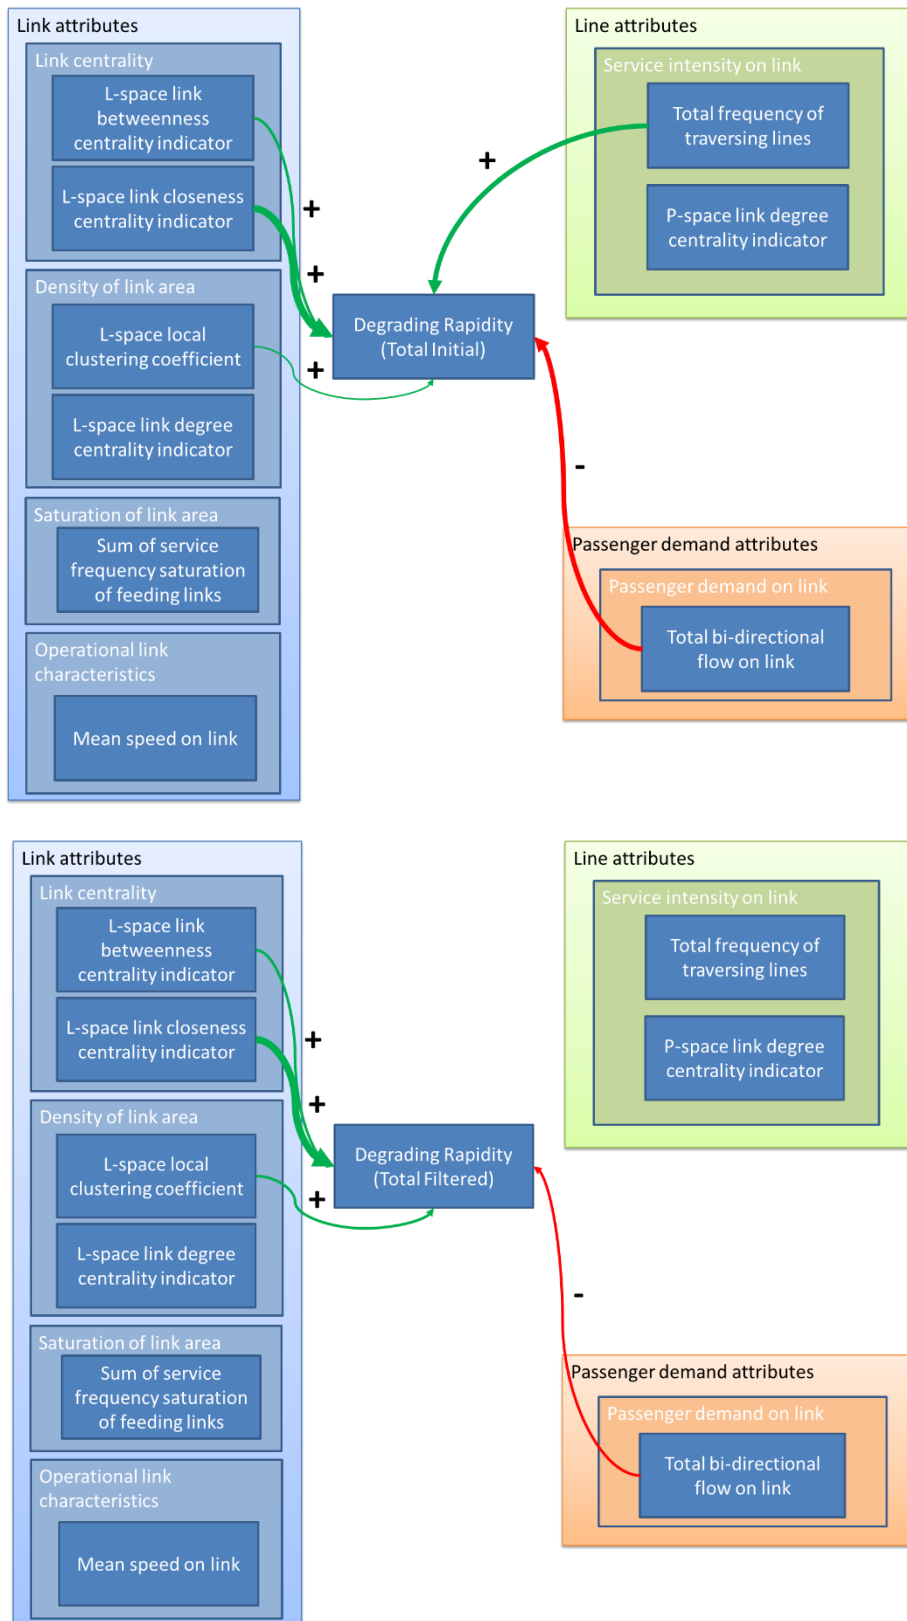 Link attributes
Link centrality
L-space link
betweenness
centrality indicator
L-space link closeness
centrality indicator
+
+
Density of link area
L-space local
clustering coefficient
+
L-space link degree
centrality indicator
Saturation of link area
Sum of service
frequency saturation
of feeding links
Operational link
characteristics
Mean speed on link
Degrading Rapidity
(Total Initial)
Line attributes
Service intensity on link
Total frequency of
traversing lines
+
P-space link degree
centrality indicator
-
Passenger demand attributes
Passenger demand on link
Total bi-directional
flow on link
Link attributes
Link centrality
L-space link
betweenness
centrality indicator
L-space link closeness
centrality indicator
+
+
Density of link area
L-space local
clustering coefficient
+
L-space link degree
centrality indicator
Saturation of link area
Sum of service
frequency saturation
of feeding links
Operational link
characteristics
Mean speed on link
Degrading Rapidity
(Total Filtered)
Line attributes
Service intensity on link
Total frequency of
traversing lines
P-space link degree
centrality indicator
-
Passenger demand attributes
Passenger demand on link
Total bi-directional
flow on link